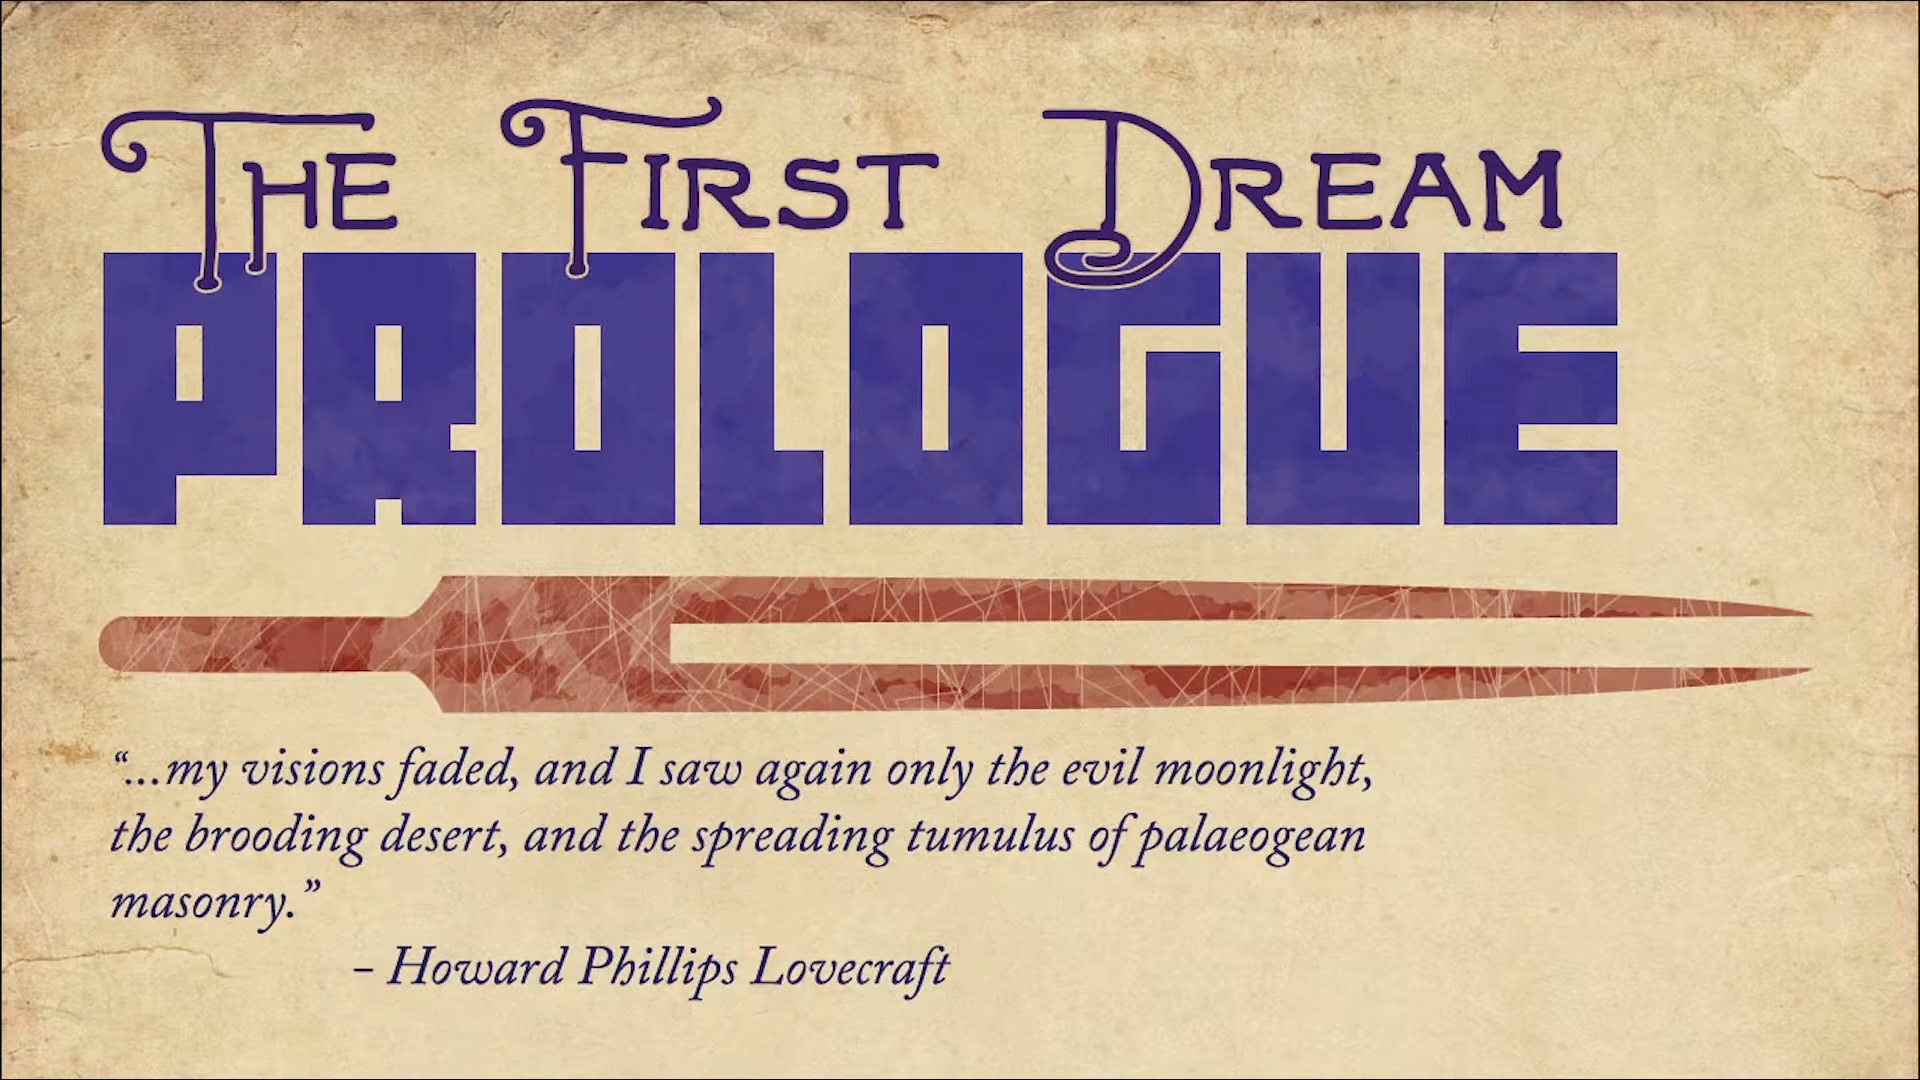 The First Dream
PROLOGUE
“...my visions faded, and I saw again only the evil moonlight,
the brooding desert, and the spreading tumulus of palaeogean
masonry.”
– Howard Phillips Lovecraft